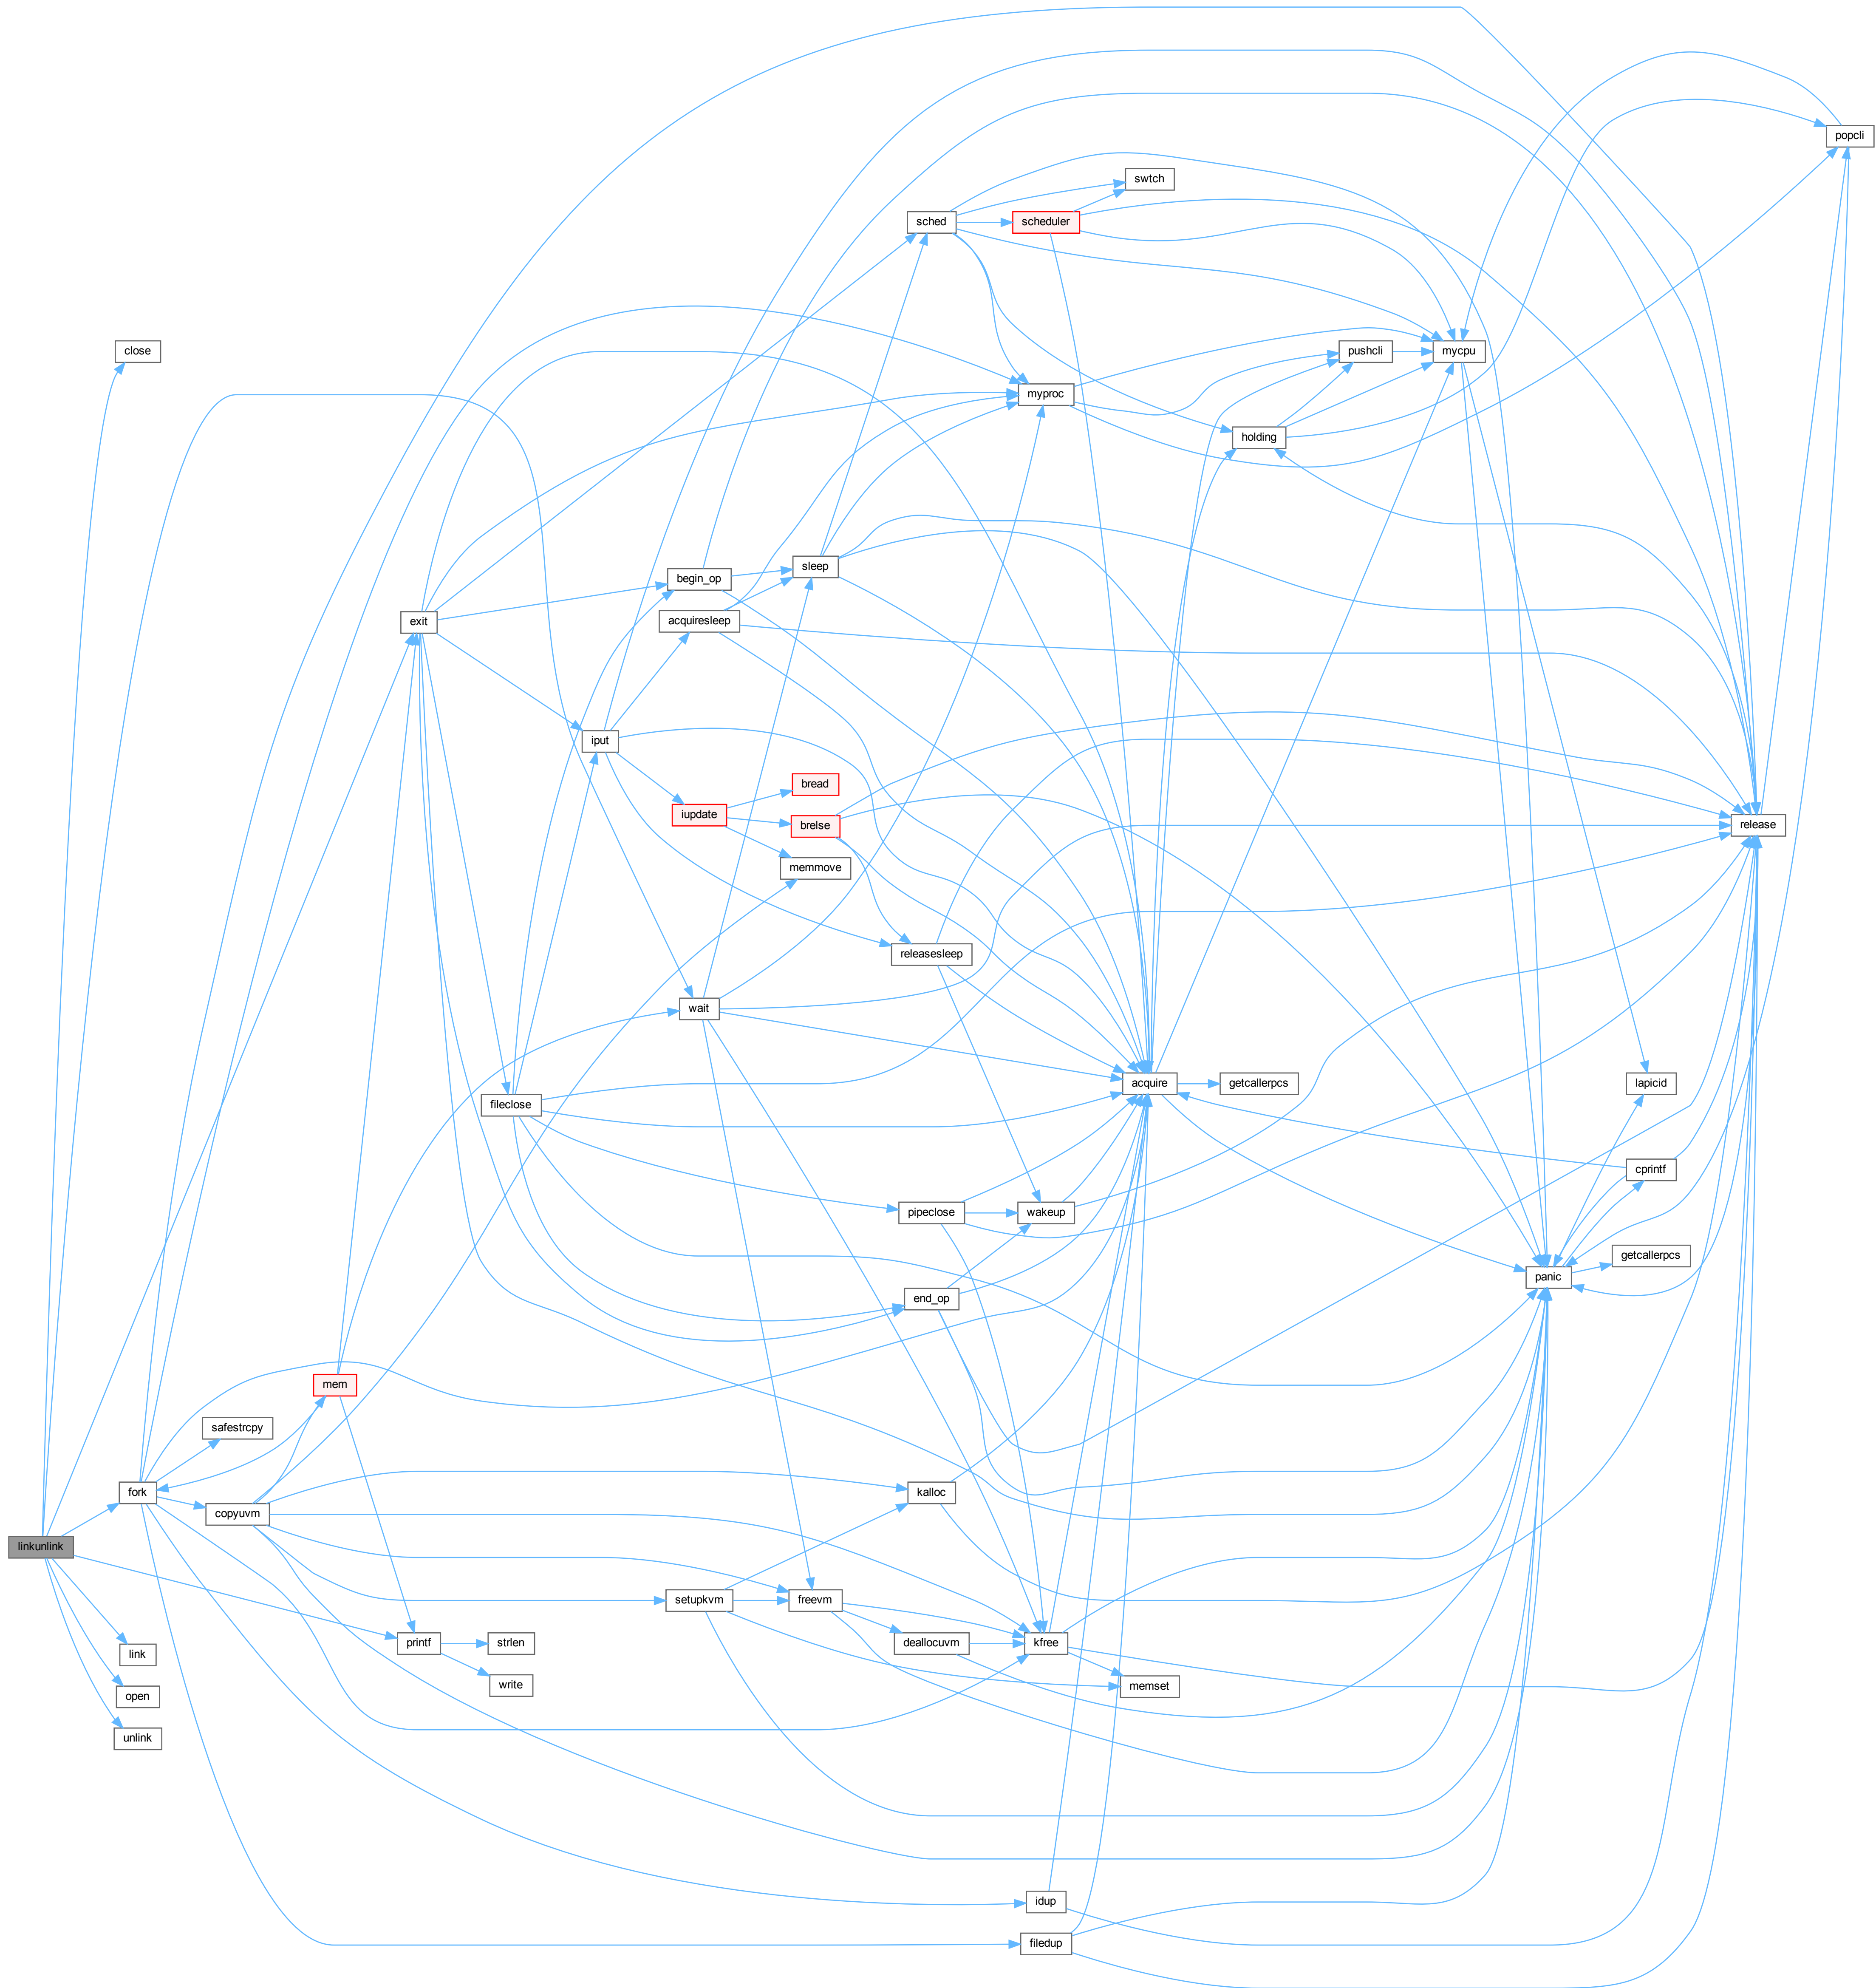 popcli
swtch
sched
scheduler
close
pushcli
mycpu
myproc
holding
sleep
begin_op
acquiresleep
exit
iput
bread
iupdate
brelse
release
memmove
releasesleep
wait
acquire
getcallerpcs
lapicid
fileclose
cprintf
pipeclose
wakeup
getcallerpcs
panic
end_op
mem
safestrcpy
fork
kalloc
copyuvm
linkunlink
setupkvm
freevm
printf
strlen
deallocuvm
kfree
link
write
memset
open
unlink
idup
filedup